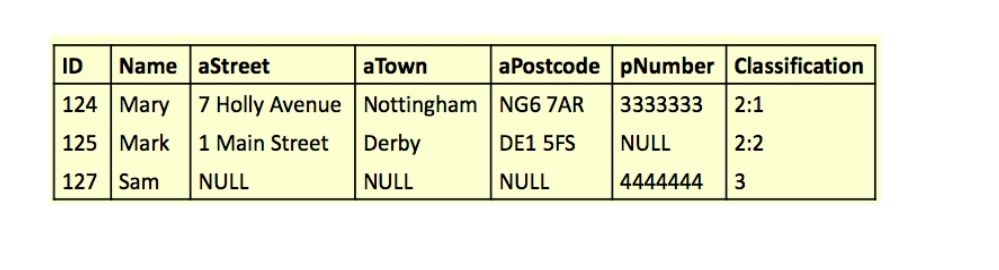 ID Name aStreet aTown aPostcode pNumber Classification
124 Mary 7 Holly Avenue Nottingham NG6 7AR 3333333 2:1
125 Mark 1 Main Street Derby DE1 5FS NULL 2:2
127 Sam NULL NULL NULL 4444444 3